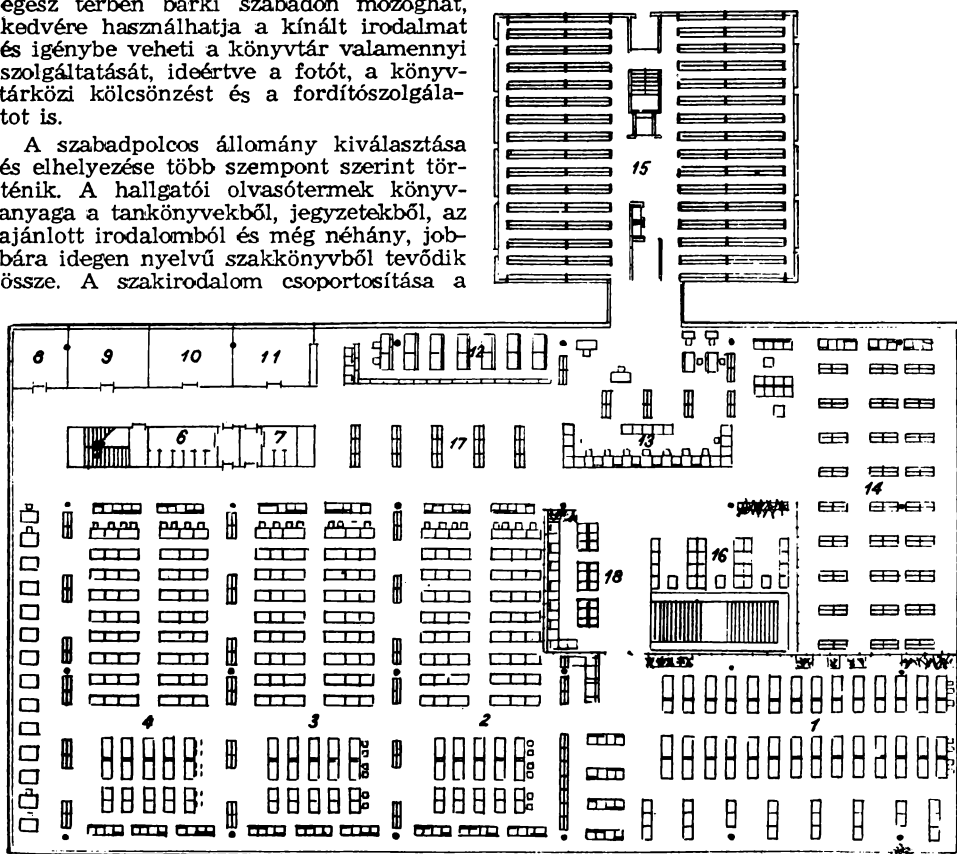 egész térben bárki szabadon mozoghat,
kedvére használhatja a kínált irodalmat
és igénybe veheti a könyvtár valamennyi
szolgáltatását, ideértve a fotót, a könyv-
tárközi kölcsönzést és a fordítószolgála-
tot is.
A szabadpolcos állomány kiválasztása
és elhelyezése több szempont szerint tör-
ténik. A hallgatói olvasótermek könyv-
anyaga a tankönyvekből, jegyzetekből, az
ajánlott irodalomból és még néhány, job-
bára idegen nyelvű szakkönyvből tevődik
össze. A szakirodalom csoportosítása a
15
8 9 10 11 12
6 7 17 13
14
16
18
4 3 2 1